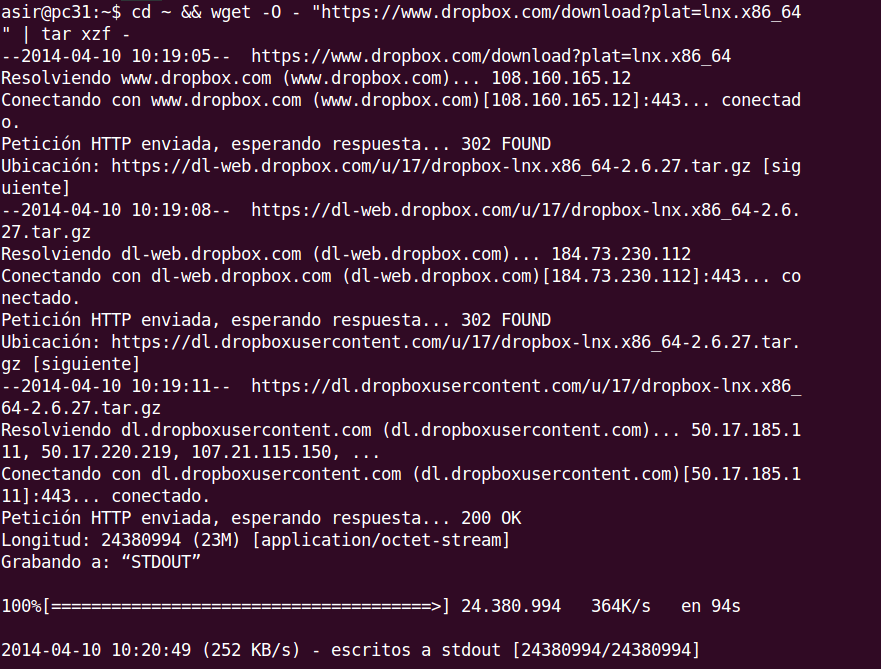 asir@pc31:~$ cd ~ && wget -O - "https://www.dropbox.com/download?plat=lnx.x86_64
" | tar xzf -
--2014-04-10 10:19:05--  https://www.dropbox.com/download?plat=lnx.x86_64
Resolviendo www.dropbox.com (www.dropbox.com)... 108.160.165.12
Conectando con www.dropbox.com (www.dropbox.com)[108.160.165.12]:443... conectad
o.
Petición HTTP enviada, esperando respuesta... 302 FOUND
Ubicación: https://dl-web.dropbox.com/u/17/dropbox-lnx.x86_64-2.6.27.tar.gz [sig
uiente]
--2014-04-10 10:19:08--  https://dl-web.dropbox.com/u/17/dropbox-lnx.x86_64-2.6.
27.tar.gz
Resolviendo dl-web.dropbox.com (dl-web.dropbox.com)... 184.73.230.112
Conectando con dl-web.dropbox.com (dl-web.dropbox.com)[184.73.230.112]:443... co
nectado.
Petición HTTP enviada, esperando respuesta... 302 FOUND
Ubicación: https://dl.dropboxusercontent.com/u/17/dropbox-lnx.x86_64-2.6.27.tar.
gz [siguiente]
--2014-04-10 10:19:11--  https://dl.dropboxusercontent.com/u/17/dropbox-lnx.x86_
64-2.6.27.tar.gz
Resolviendo dl.dropboxusercontent.com (dl.dropboxusercontent.com)... 50.17.185.1
11, 50.17.220.219, 107.21.115.150, ...
Conectando con dl.dropboxusercontent.com (dl.dropboxusercontent.com)[50.17.185.1
11]:443... conectado.
Petición HTTP enviada, esperando respuesta... 200 OK
Longitud: 24380994 (23M) [application/octet-stream]
Grabando a: “STDOUT”
100%[======================================>] 24.380.994   364K/s   en 94s
2014-04-10 10:20:49 (252 KB/s) - escritos a stdout [24380994/24380994]